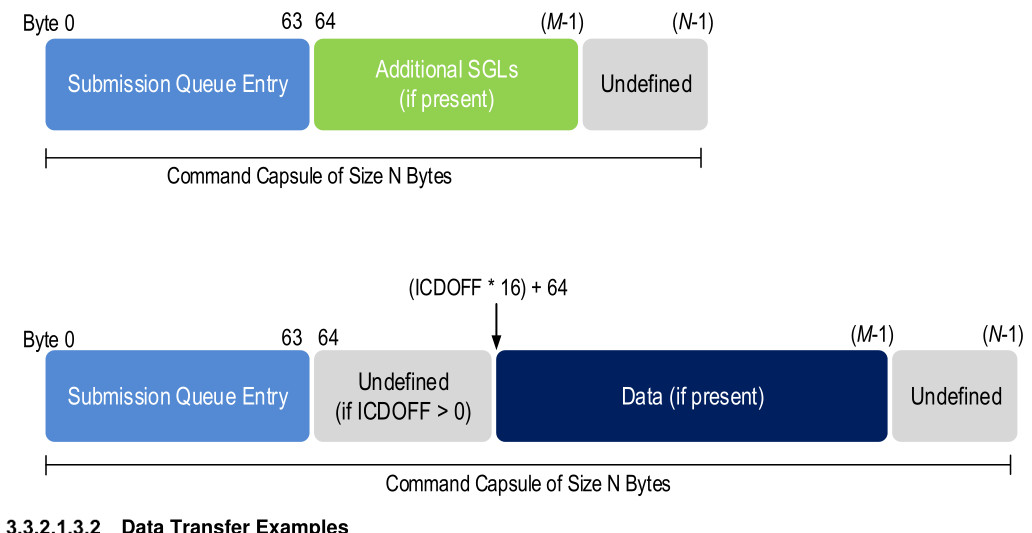 Byte 0 63 64 (M-1) (N-1)
Submission Queue Entry
Additional SGLs
(if present)
Undefined
Command Capsule of Size N Bytes
(ICDOFF * 16) + 64
Byte 0 63 64 (M-1) (N-1)
Submission Queue Entry
Undefined
(if ICDOFF > 0)
Data (if present)
Undefined
Command Capsule of Size N Bytes
3.3.2.1.3.2 Data Transfer Examples